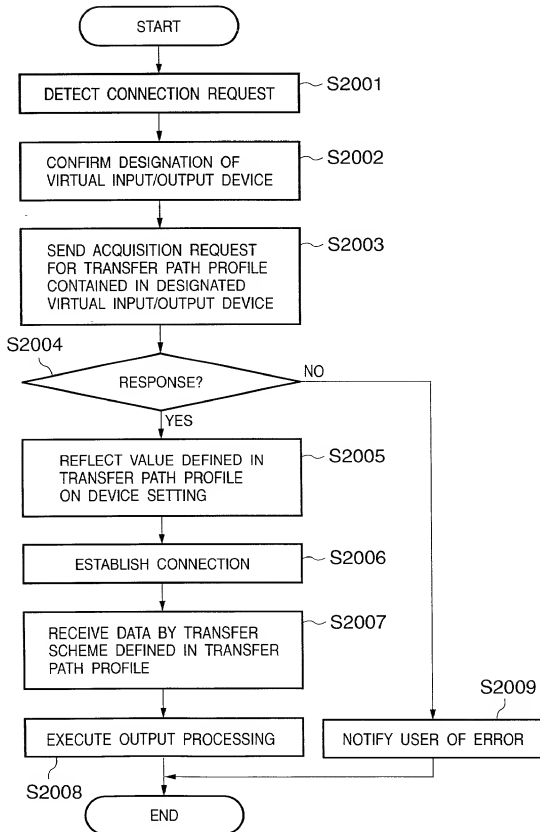 START
DETECT CONNECTION REQUEST
S2001
CONFIRM DESIGNATION OF
VIRTUAL INPUT/OUTPUT DEVICE
S2002
SEND ACQUISITION REQUEST
FOR TRANSFER PATH PROFILE
CONTAINED IN DESIGNATED
VIRTUAL INPUT/OUTPUT DEVICE
S2003
S2004
RESPONSE?
NO
YES
REFLECT VALUE DEFINED IN
TRANSFER PATH PROFILE
ON DEVICE SETTING
S2005
ESTABLISH CONNECTION
S2006
RECEIVE DATA BY TRANSFER
SCHEME DEFINED IN TRANSFER
PATH PROFILE
S2007
S2009
EXECUTE OUTPUT PROCESSING
NOTIFY USER OF ERROR
S2008
END